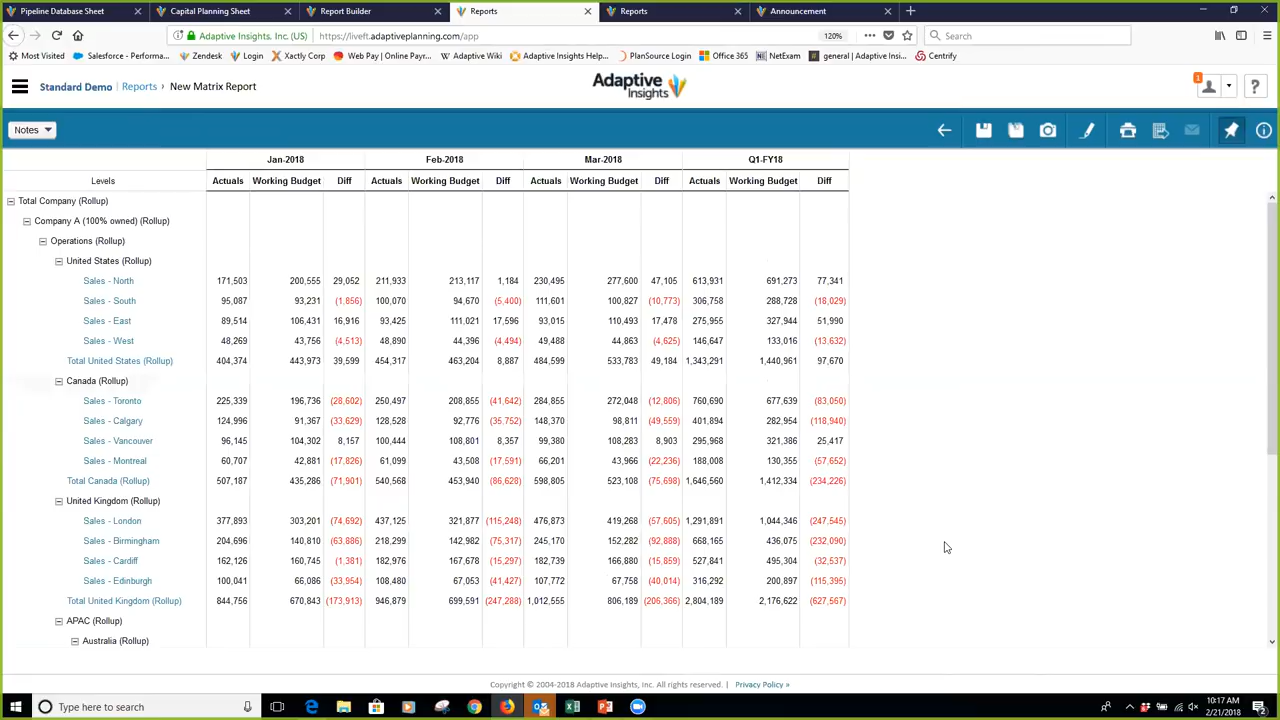 Pipeline Database Sheet
Capital Planning Sheet
Report Builder
Reports
Reports
Announcement
Adaptive Insights, Inc. (US)
https://liveft.adaptiveplanning.com/app
120%
Search
Most Visited
Salesforce - Performa...
Zendesk
Login
Xactly Corp
Web Pay (Online Payr...
Adaptive Wiki
Adaptive Insights Help...
PlanSource Login
Office 365
NetExam
general | Adaptive Insi...
Centrify
Standard Demo Reports › New Matrix Report
Adaptive
Insights
1
?
Notes
Jan-2018 Feb-2018 Mar-2018 Q1-FY18
Levels Actuals Working Budget Diff Actuals Working Budget Diff Actuals Working Budget Diff Actuals Working Budget Diff
Total Company (Rollup)
Company A (100% owned) (Rollup)
Operations (Rollup)
United States (Rollup)
Sales - North 171,503 200,555 29,052 211,933 213,117 1,184 230,495 277,600 47,105 613,931 691,273 77,341
Sales - South 95,087 93,231 (1,856) 100,070 94,670 (5,400) 111,601 100,827 (10,773) 306,758 288,728 (18,029)
Sales - East 89,514 106,431 16,916 93,425 111,021 17,596 93,015 110,493 17,478 275,955 327,944 51,990
Sales - West 48,269 43,756 (4,513) 48,890 44,396 (4,494) 49,488 44,863 (4,625) 146,647 133,016 (13,632)
Total United States (Rollup) 404,374 443,973 39,599 454,317 463,204 8,887 484,599 533,783 49,184 1,343,291 1,440,961 97,670
Canada (Rollup)
Sales - Toronto 225,339 196,736 (28,602) 250,497 208,855 (41,642) 284,855 272,048 (12,806) 760,690 677,639 (83,050)
Sales - Calgary 124,996 91,367 (33,629) 128,528 92,776 (35,752) 148,370 98,811 (49,559) 401,894 282,954 (118,940)
Sales - Vancouver 96,145 104,302 8,157 100,444 108,801 8,357 99,380 108,283 8,903 295,968 321,386 25,417
Sales - Montreal 60,707 42,881 (17,826) 61,099 43,508 (17,591) 66,201 43,966 (22,236) 188,008 130,355 (57,652)
Total Canada (Rollup) 507,187 435,286 (71,901) 540,568 453,940 (86,628) 598,805 523,108 (75,698) 1,646,560 1,412,334 (234,226)
United Kingdom (Rollup)
Sales - London 377,893 303,201 (74,692) 437,125 321,877 (115,248) 476,873 419,268 (57,605) 1,291,891 1,044,346 (247,545)
Sales - Birmingham 204,696 140,810 (63,886) 218,299 142,982 (75,317) 245,170 152,282 (92,888) 668,165 436,075 (232,090)
Sales - Cardiff 162,126 160,745 (1,381) 182,976 167,678 (15,297) 182,739 166,880 (15,859) 527,841 495,304 (32,537)
Sales - Edinburgh 100,041 66,086 (33,954) 108,480 67,053 (41,427) 107,772 67,758 (40,014) 316,292 200,897 (115,395)
Total United Kingdom (Rollup) 844,756 670,843 (173,913) 946,879 699,591 (247,288) 1,012,555 806,189 (206,366) 2,804,189 2,176,622 (627,567)
APAC (Rollup)
Australia (Rollup)
Copyright © 2004-2018 Adaptive Insights, Inc. All rights reserved. Privacy Policy »
Type here to search
10:17 AM
2/21/2018
2